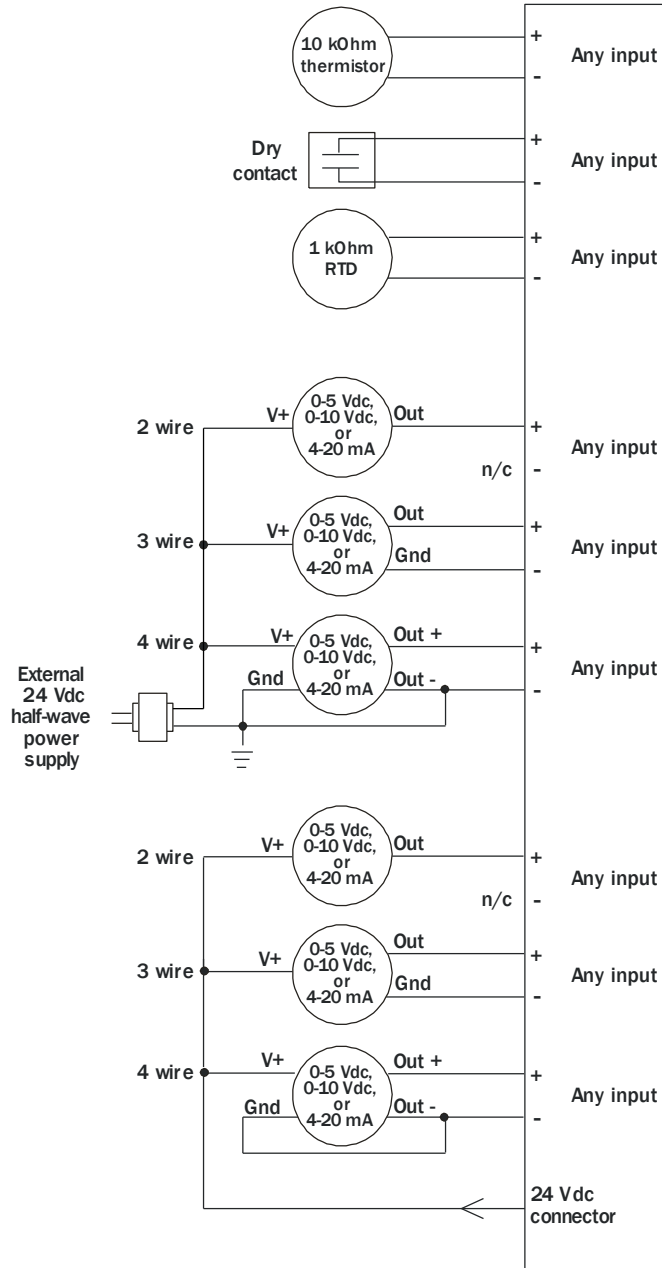 10 kOhm
thermistor
+
-
Any input
Dry
contact
+
-
Any input
1 kOhm
RTD
+
-
Any input
2 wire
V+
0-5 Vdc,
0-10 Vdc,
or
4-20 mA
Out
+
n/c
-
Any input
3 wire
V+
0-5 Vdc,
0-10 Vdc,
or
4-20 mA
Out
Gnd
+
-
Any input
4 wire
V+
Gnd
0-5 Vdc,
0-10 Vdc,
or
4-20 mA
Out +
Out -
+
-
Any input
External
24 Vdc
half-wave
power
supply
2 wire
V+
0-5 Vdc,
0-10 Vdc,
or
4-20 mA
Out
+
n/c
-
Any input
3 wire
V+
0-5 Vdc,
0-10 Vdc,
or
4-20 mA
Out
Gnd
+
-
Any input
4 wire
V+
Gnd
0-5 Vdc,
0-10 Vdc,
or
4-20 mA
Out +
Out -
+
-
Any input
24 Vdc
connector